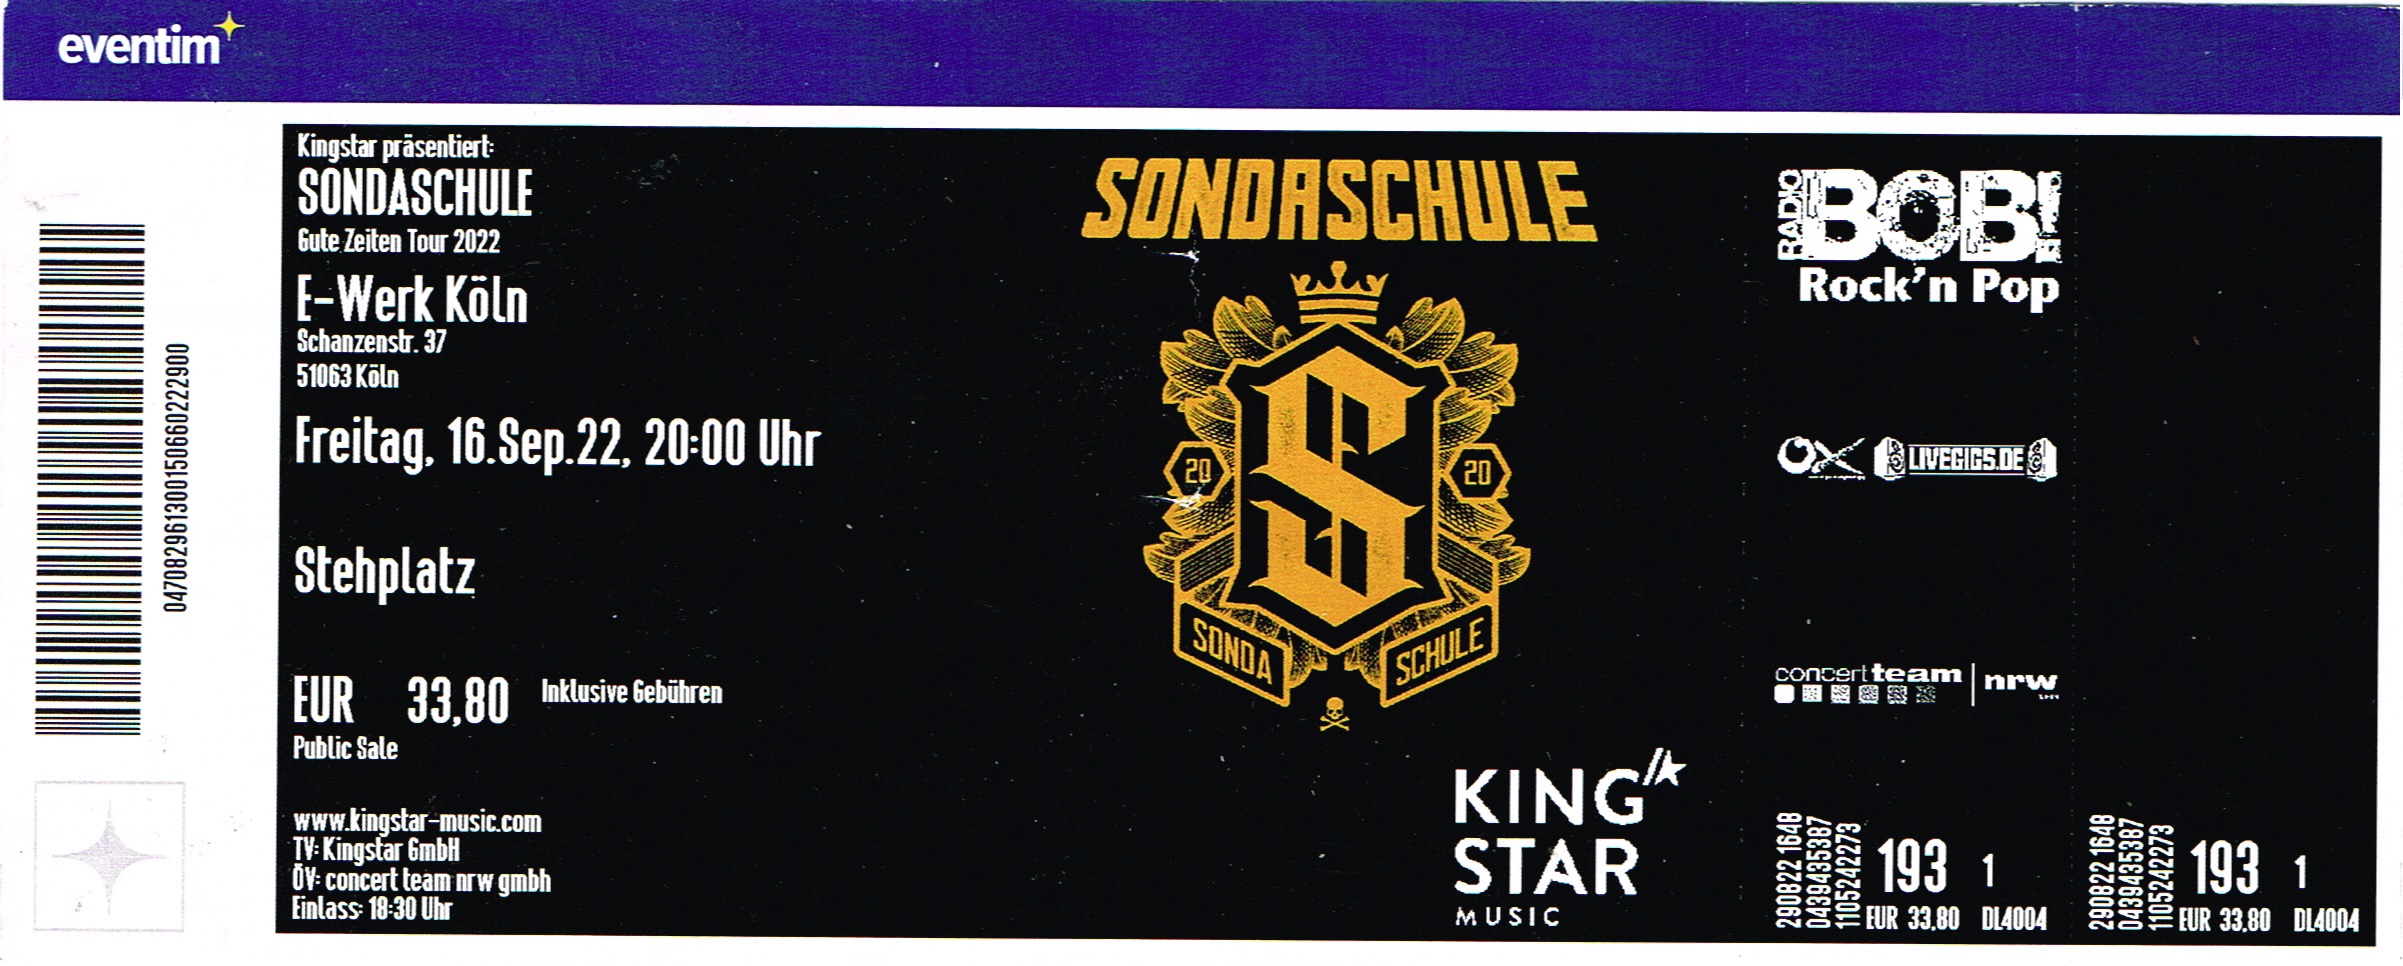 eventim
Kingstar präsentiert:
SONDASCHULE
Gute Zeiten Tour 2022
E-Werk Köln
Schanzenstr. 37
51063 Köln
Freitag, 16.Sep.22, 20:00 Uhr
Stehplatz
EUR 33,80 Inklusive Gebühren
Public Sale
www.kingstar-music.com
TV: Kingstar GmbH
ÖV: concert team nrw gmbh
Einlass: 18:30 Uhr
047082961300150660222900
SONDASCHULE
20 S 20
SONDA SCHULE
KING
STAR
MUSIC
RADIO BOB!
Rock'n Pop
OX LIVEGIGS.DE
concert team nrw
290822 1648
0439435387
1105242273
193 1
EUR 33,80 DL4004
290822 1648
0439435387
1105242273
193 1
EUR 33,80 DL4004